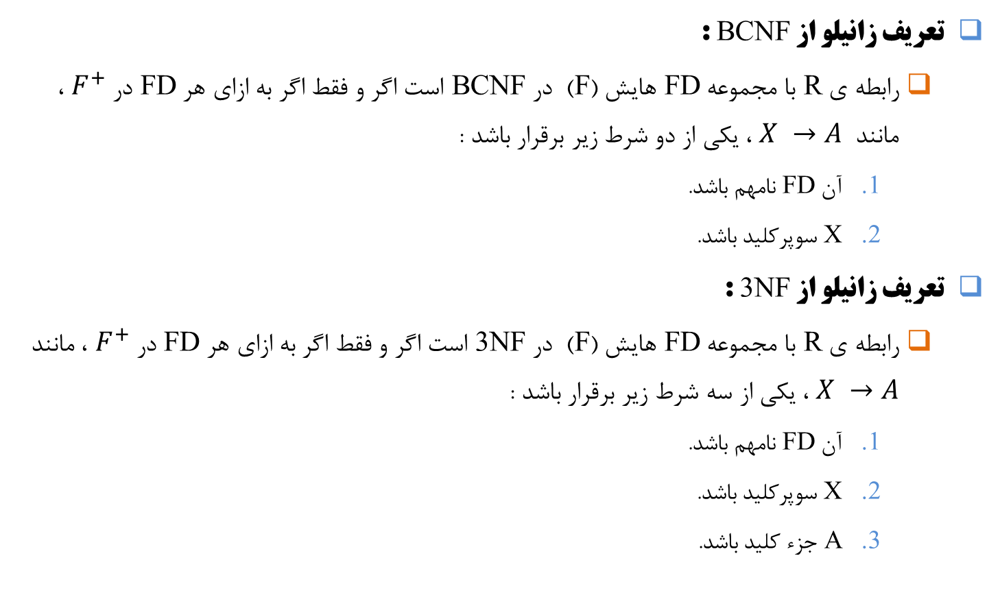 تعریف زانیلو از BCNF :
رابطه ی R با مجموعه FD هایش (F) در BCNF است اگر و فقط اگر به ازای هر FD در F⁺ ،
مانند X → A ، یکی از دو شرط زیر برقرار باشد :
1. آن FD نامهم باشد.
2. X سوپرکلید باشد.
تعریف زانیلو از 3NF :
رابطه ی R با مجموعه FD هایش (F) در 3NF است اگر و فقط اگر به ازای هر FD در F⁺ ، مانند
X → A ، یکی از سه شرط زیر برقرار باشد :
1. آن FD نامهم باشد.
2. X سوپرکلید باشد.
3. A جزء کلید باشد.